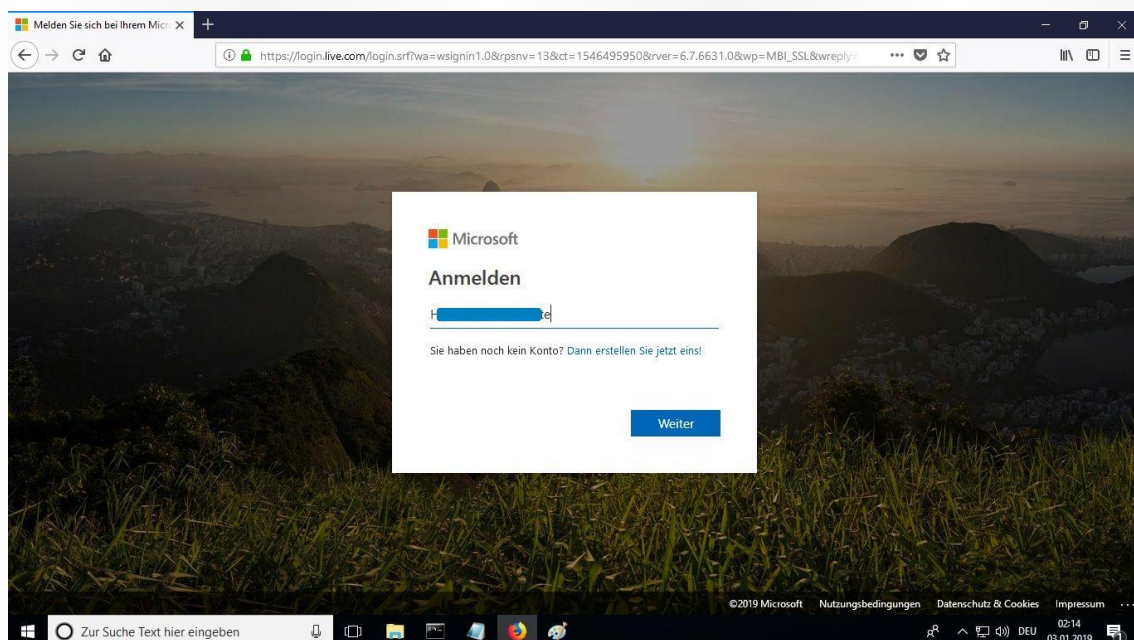 Melden Sie sich bei Ihrem Micr
https://login.live.com/login.srf?wa=wsignin1.0&rpsnv=13&ct=1546495950&rver=6.7.6631.0&wp=MBI_SSL&wreply=
Microsoft
Anmelden
H te
Sie haben noch kein Konto? Dann erstellen Sie jetzt eins!
Weiter
©2019 Microsoft Nutzungsbedingungen Datenschutz & Cookies Impressum ...
Zur Suche Text hier eingeben
DEU
02:14
03.01.2019